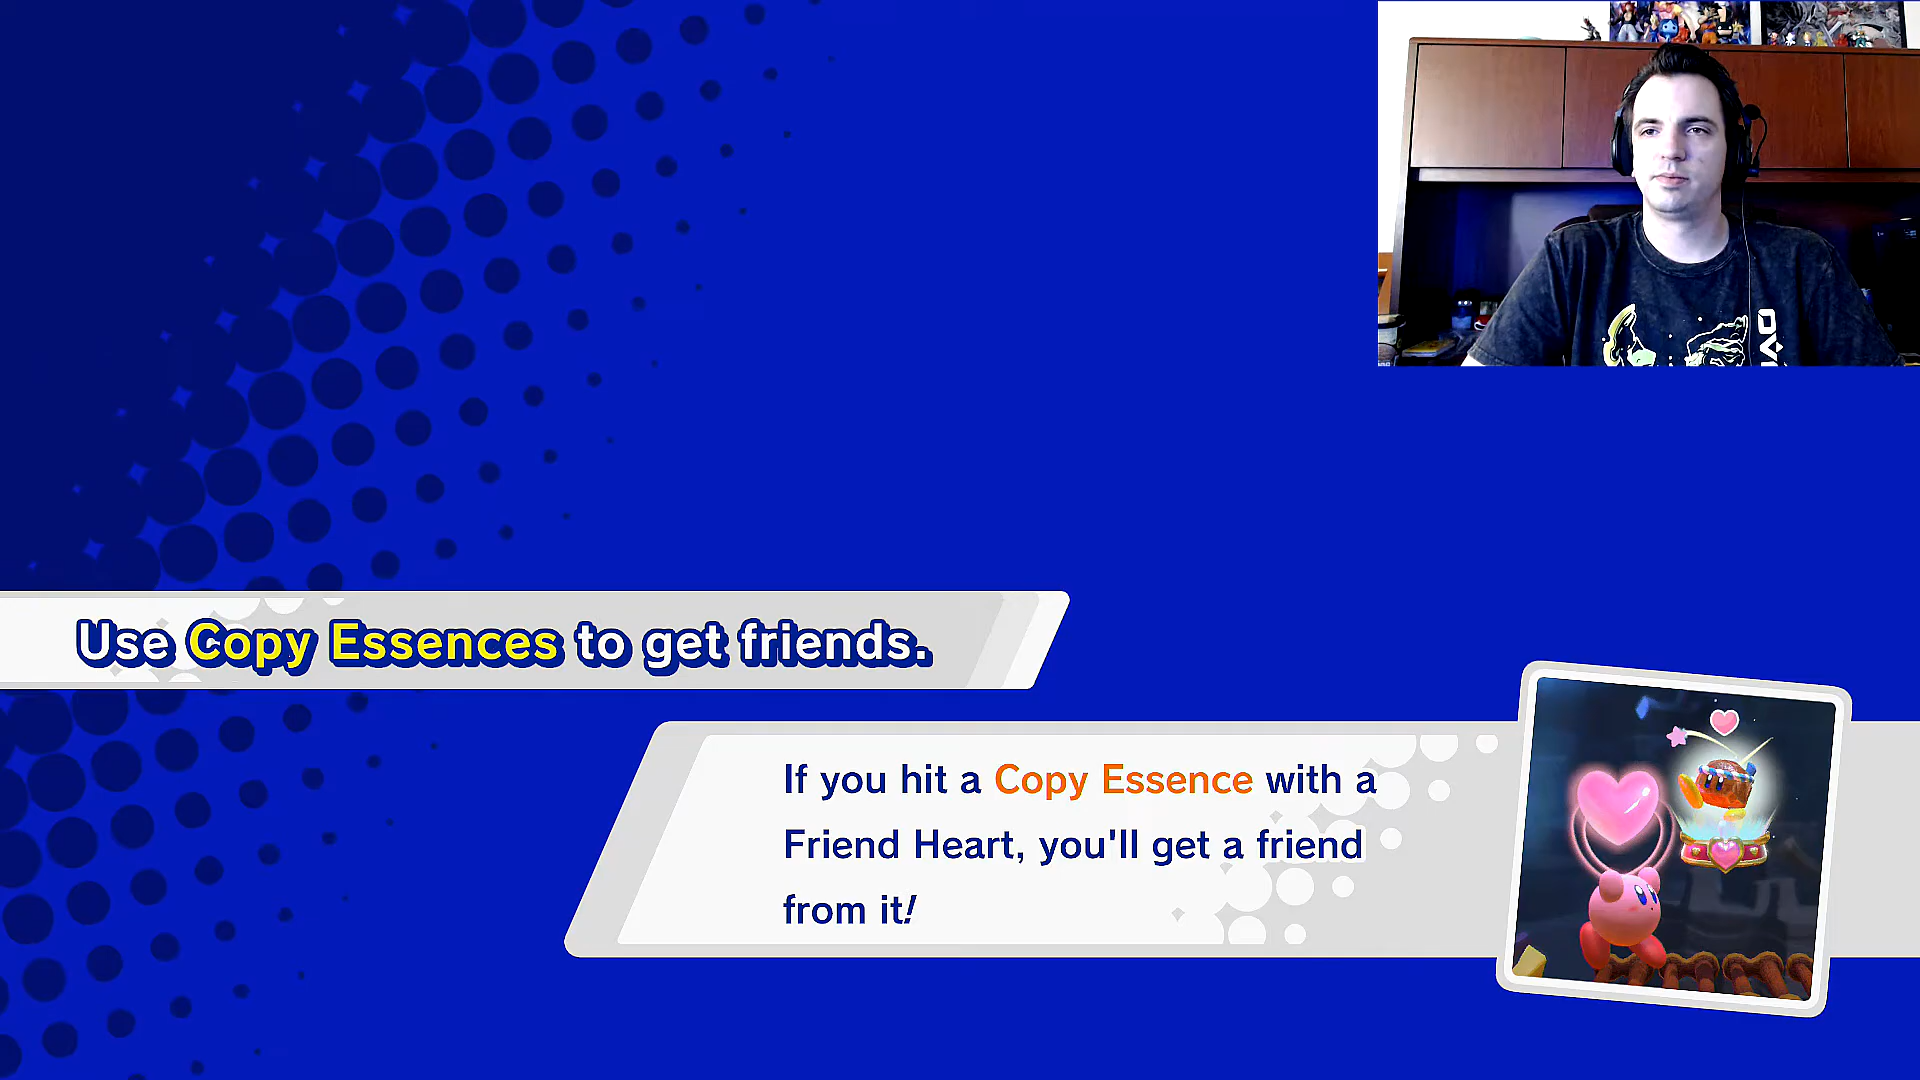 Use Copy Essences to get friends.
If you hit a Copy Essence with a
Friend Heart, you'll get a friend
from it!